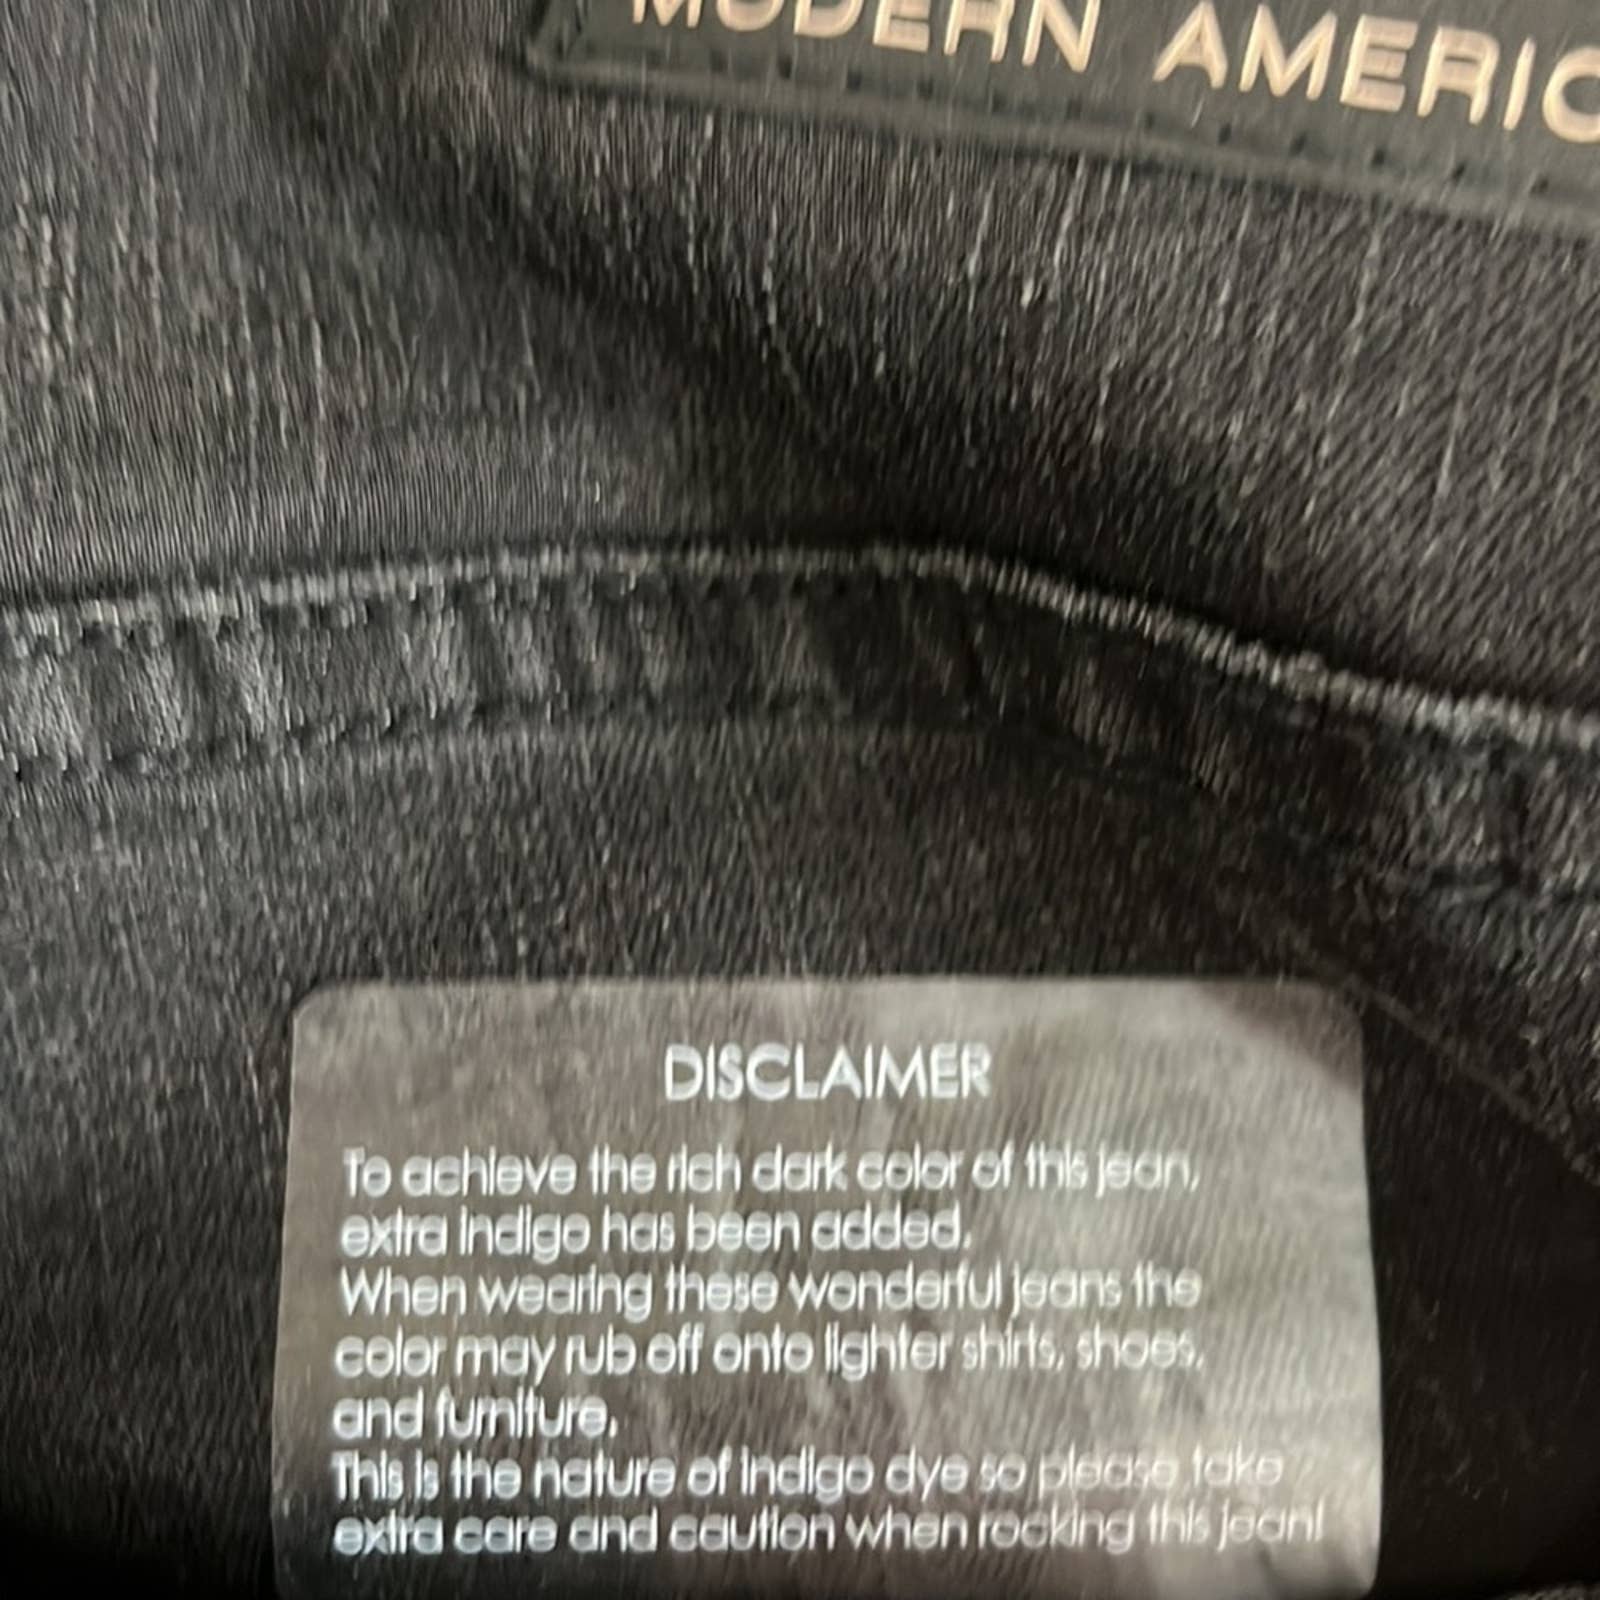 MODERN AMERIC
DISCLAIMER
To achieve the rich dark color of this jean,
extra indigo has been added.
When wearing these wonderful jeans the
color may rub off onto lighter shirts, shoes,
and furniture.
This is the nature of indigo dye so please take
extra care and caution when rocking this jean!